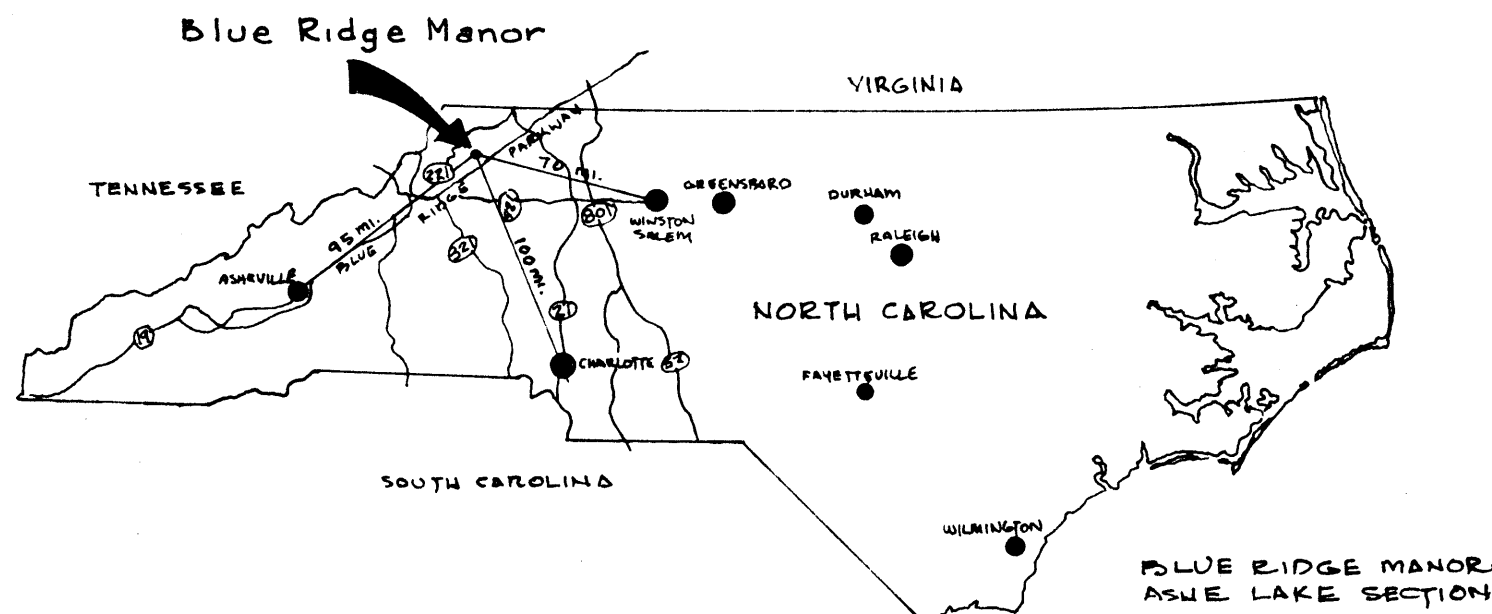 Blue Ridge Manor
VIRGINIA
PARKWAY
70 MI.
TENNESSEE
221
RIDGE
GREENSBORO
DURHAM
421
801
WINSTON
SALEM
RALEIGH
95 MI.
BLUE
321
100 MI.
ASHEVILLE
NORTH CAROLINA
21
19
CHARLOTTE
52
FAYETTEVILLE
SOUTH CAROLINA
WILMINGTON
BLUE RIDGE MANOR
ASHE LAKE SECTION